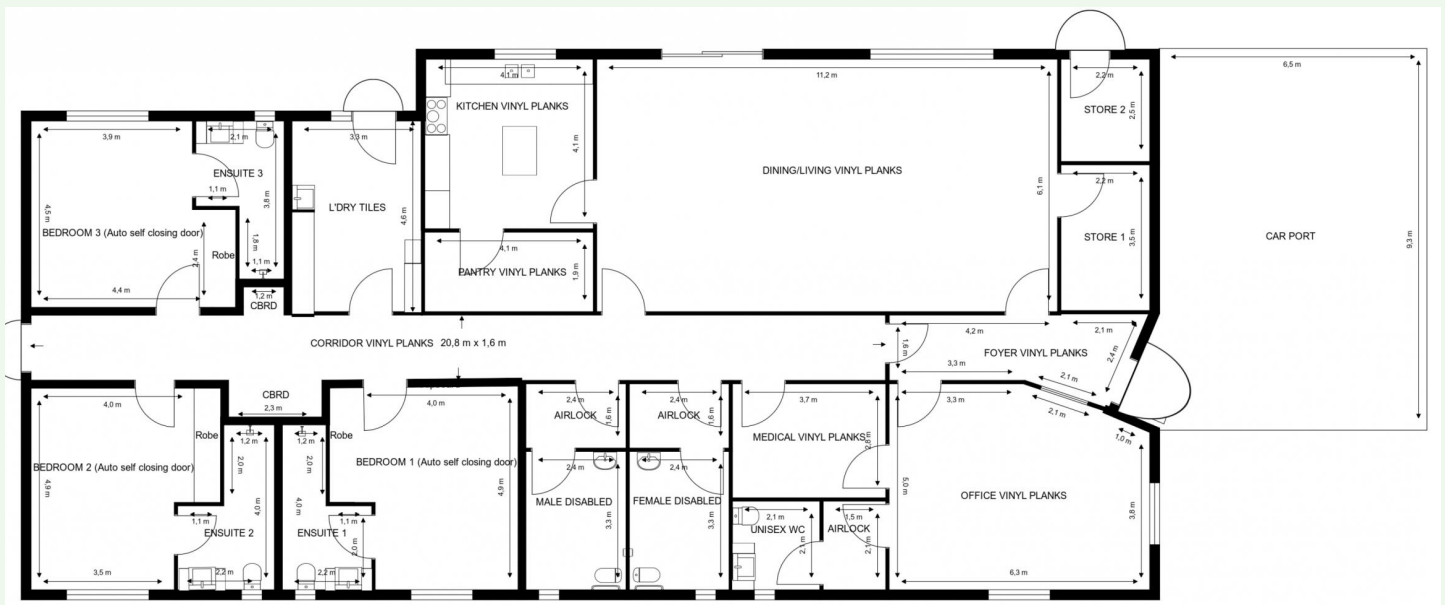 6,5 m
4,1 m
11,2 m
2,2 m
KITCHEN VINYL PLANKS
STORE 2
2,5 m
3,9 m
2,1 m
3,3 m
4,1 m
DINING/LIVING VINYL PLANKS
6,1 m
ENSUITE 3
2,2 m
1,1 m
3,8 m
4,5 m
L'DRY TILES
4,6 m
BEDROOM 3 (Auto self closing door)
1,8 m
STORE 1
3,5 m
CAR PORT
9,3 m
Robe
2,4 m
4,1 m
1,1 m
PANTRY VINYL PLANKS
1,9 m
4,4 m
1,2 m
CBRD
4,2 m
2,1 m
CORRIDOR VINYL PLANKS 20,8 m x 1,6 m
1,6 m
FOYER VINYL PLANKS
2,4 m
3,3 m
2,1 m
CBRD
4,0 m
2,3 m
4,0 m
2,4 m
2,4 m
3,7 m
3,3 m
2,1 m
AIRLOCK
1,6 m
AIRLOCK
1,6 m
1,2 m
1,2 m
Robe
Robe
MEDICAL VINYL PLANKS
2,6 m
1,0 m
BEDROOM 2 (Auto self closing door)
2,0 m
2,0 m
BEDROOM 1 (Auto self closing door)
2,4 m
2,4 m
4,9 m
4,0 m
4,0 m
4,9 m
5,0 m
OFFICE VINYL PLANKS
MALE DISABLED
FEMALE DISABLED
3,3 m
3,3 m
3,8 m
1,1 m
1,1 m
2,1 m
1,5 m
ENSUITE 2
ENSUITE 1
UNISEX WC
AIRLOCK
2,0 m
2,1 m
2,1 m
3,5 m
2,2 m
2,2 m
6,3 m